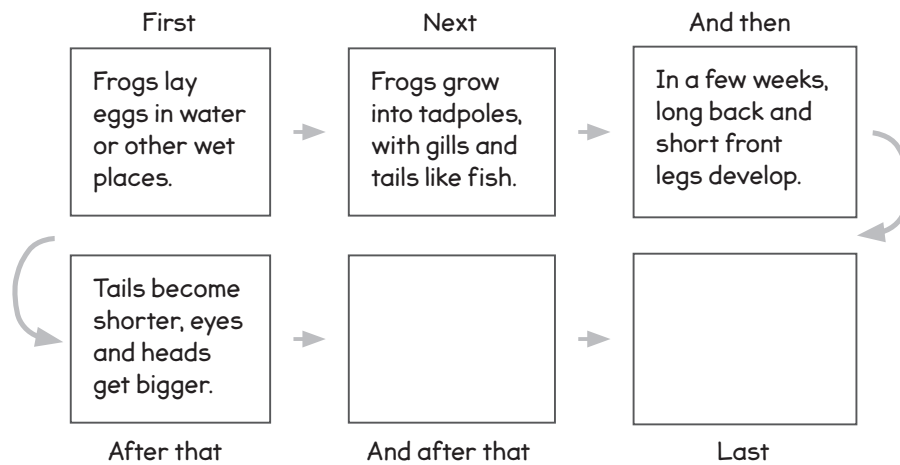 First
Frogs lay
eggs in water
or other wet
places.
Next
Frogs grow
into tadpoles,
with gills and
tails like fish.
And then
In a few weeks,
long back and
short front
legs develop.
Tails become
shorter, eyes
and heads
get bigger.
After that
And after that
Last